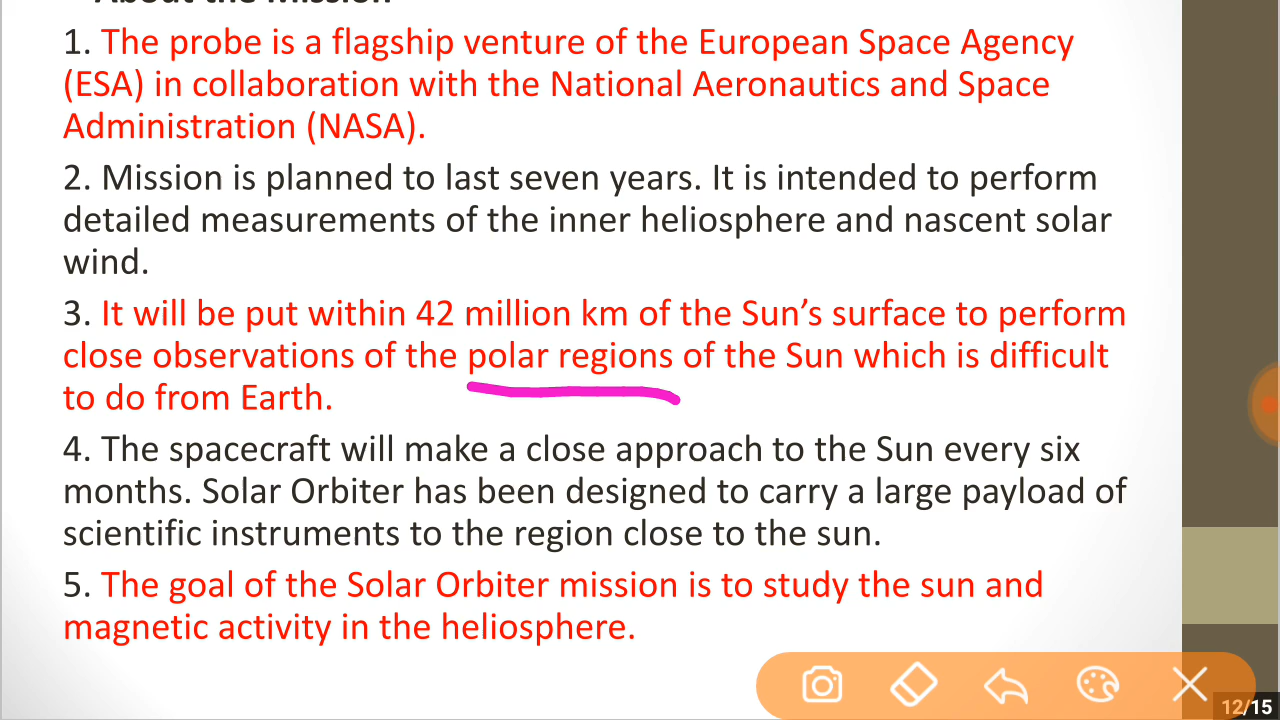 About the Mission
1. The probe is a flagship venture of the European Space Agency
(ESA) in collaboration with the National Aeronautics and Space
Administration (NASA).
2. Mission is planned to last seven years. It is intended to perform
detailed measurements of the inner heliosphere and nascent solar
wind.
3. It will be put within 42 million km of the Sun’s surface to perform
close observations of the polar regions of the Sun which is difficult
to do from Earth.
4. The spacecraft will make a close approach to the Sun every six
months. Solar Orbiter has been designed to carry a large payload of
scientific instruments to the region close to the sun.
5. The goal of the Solar Orbiter mission is to study the sun and
magnetic activity in the heliosphere.
12/15